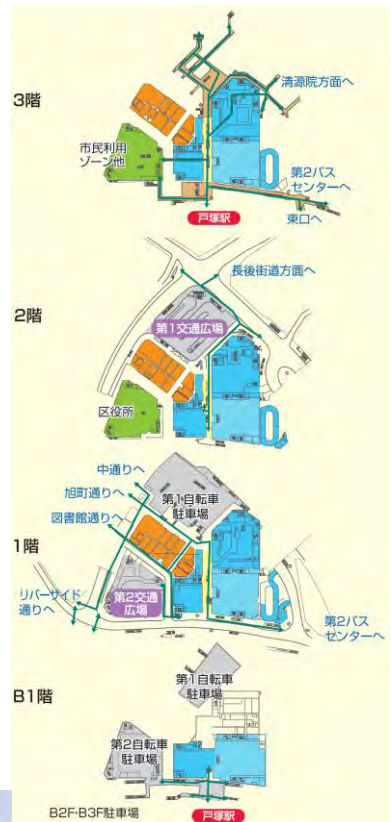 3階
清源院方面へ
市民利用
ゾーン他
第2バス
センターへ
戸塚駅
東口へ
長後街道方面へ
2階
第1交通広場
区役所
中通りへ
旭町通りへ
図書館通りへ
第1自転車
駐車場
1階
リバーサイド
通りへ
第2交通
広場
第2バス
センターへ
B1階
第1自転車
駐車場
第2自転車
駐車場
B2F・B3F駐車場
戸塚駅